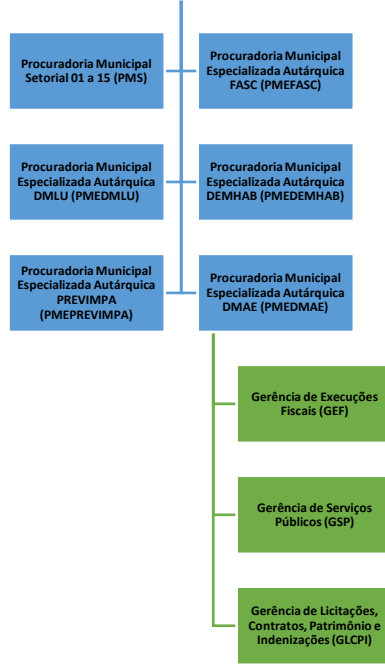 Procuradoria Municipal
Setorial 01 a 15 (PMS)
Procuradoria Municipal
Especializada Autárquica
FASC (PMEFASC)
Procuradoria Municipal
Especializada Autárquica
DMLU (PMEDMLU)
Procuradoria Municipal
Especializada Autárquica
DEMHAB (PMEDEMHAB)
Procuradoria Municipal
Especializada Autárquica
PREVIMPA
(PMEPREVIMPA)
Procuradoria Municipal
Especializada Autárquica
DMAE (PMEDMAE)
Gerência de Execuções
Fiscais (GEF)
Gerência de Serviços
Públicos (GSP)
Gerência de Licitações,
Contratos, Patrimônio e
Indenizações (GLCPI)